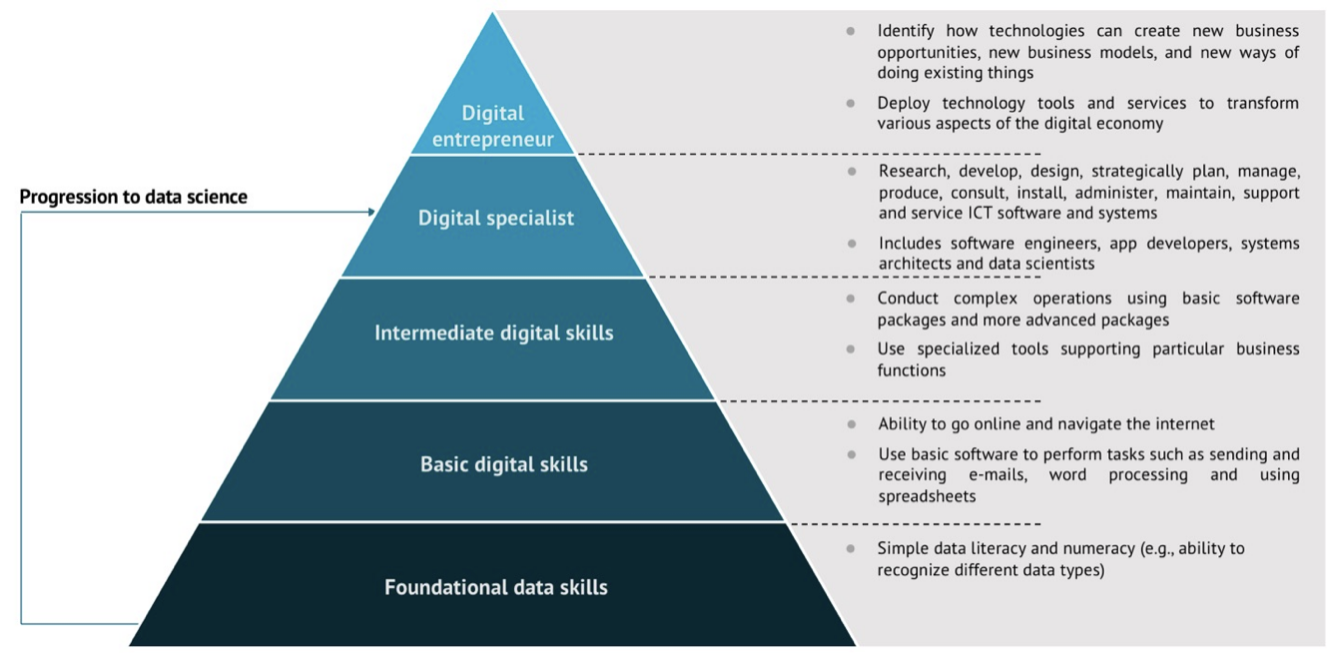 Identify how technologies can create new business
opportunities, new business models, and new ways of
doing existing things
Deploy technology tools and services to transform
various aspects of the digital economy
Digital
entrepreneur
Progression to data science
Digital specialist
Research, develop, design, strategically plan, manage,
produce, consult, install, administer, maintain, support
and service ICT software and systems
Includes software engineers, app developers, systems
architects and data scientists
Intermediate digital skills
Conduct complex operations using basic software
packages and more advanced packages
Use specialized tools supporting particular business
functions
Basic digital skills
Ability to go online and navigate the internet
Use basic software to perform tasks such as sending and
receiving e-mails, word processing and using
spreadsheets
Foundational data skills
Simple data literacy and numeracy (e.g., ability to
recognize different data types)